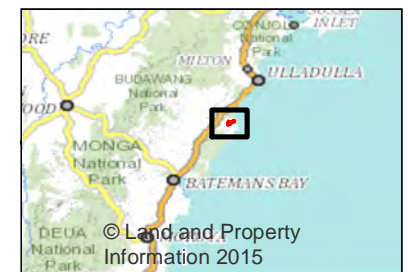 CONJOLA
National
Park
INLET
MILTON
ULLADULLA
BUDAWANG
National
Park
MONGA
National
Park
BATEMANS BAY
DEUA
National
Park
© Land and Property
Information 2015